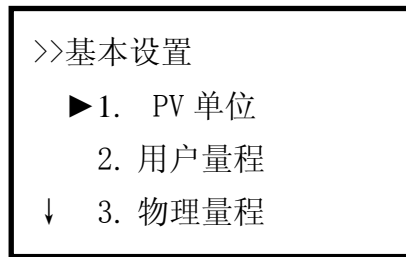 >>基本设置
►1. PV 单位
2. 用户量程
↓ 3. 物理量程